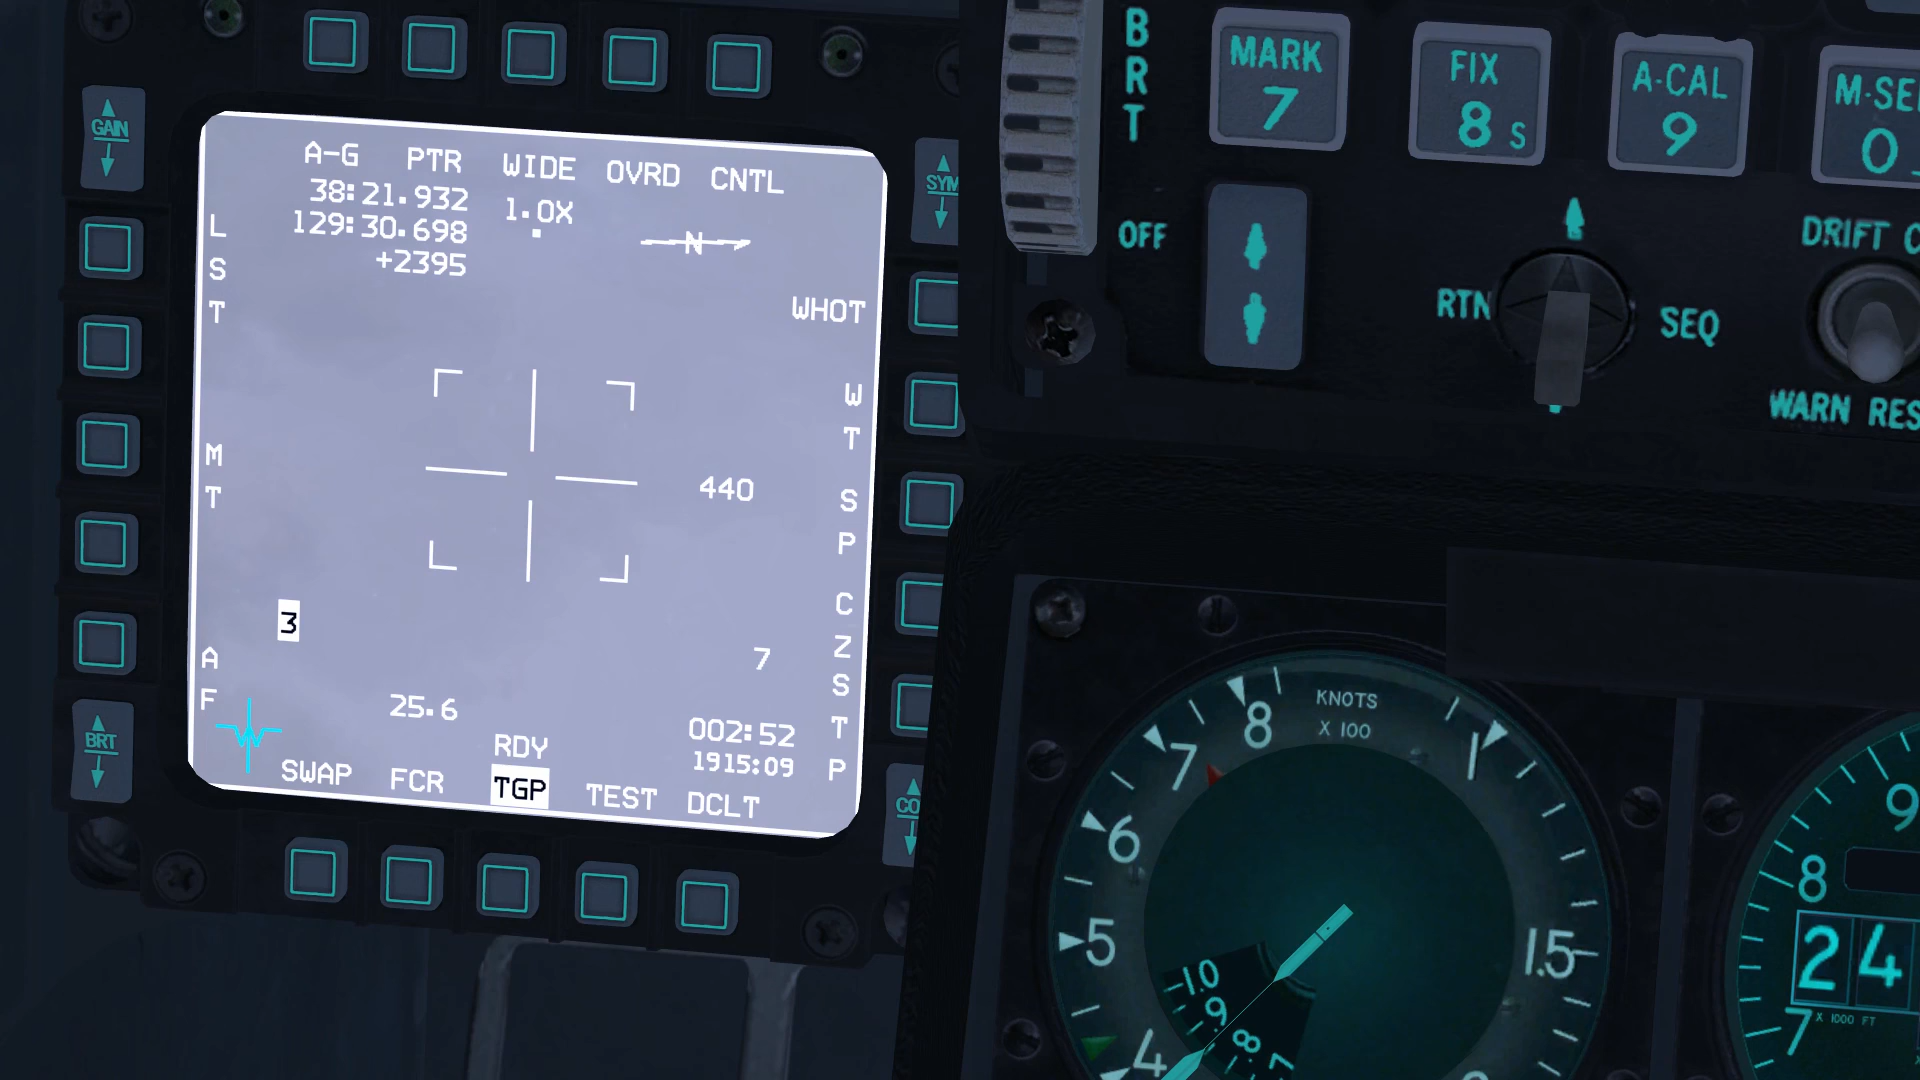 GAIN
A-G PTR WIDE OVRD CNTL
38:21.932
1.0X
129:30.698
N
+2395
L
S
T
WHOT
SYM
W
T
M
T
440
S
P
C
Z
3
7
S
A
F
25.6
002:52
T
RDY
1915:09
P
SWAP FCR TGP TEST DCLT
BRT
CO
B
R
T
MARK
7
FIX
8 S
A-CAL
9
M-SE
0
OFF
RTN
SEQ
DRIFT C
WARN RES
KNOTS
X 100
8
7
1
6
5
1.5
4
1.0
.9
8
7
9
8
24
X 1000 FT
7